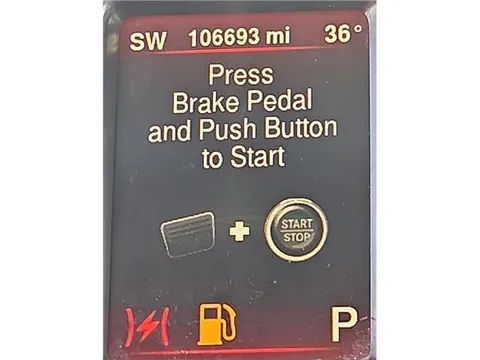 SW 106693 mi 36°
Press
Brake Pedal
and Push Button
to Start
START
STOP
P